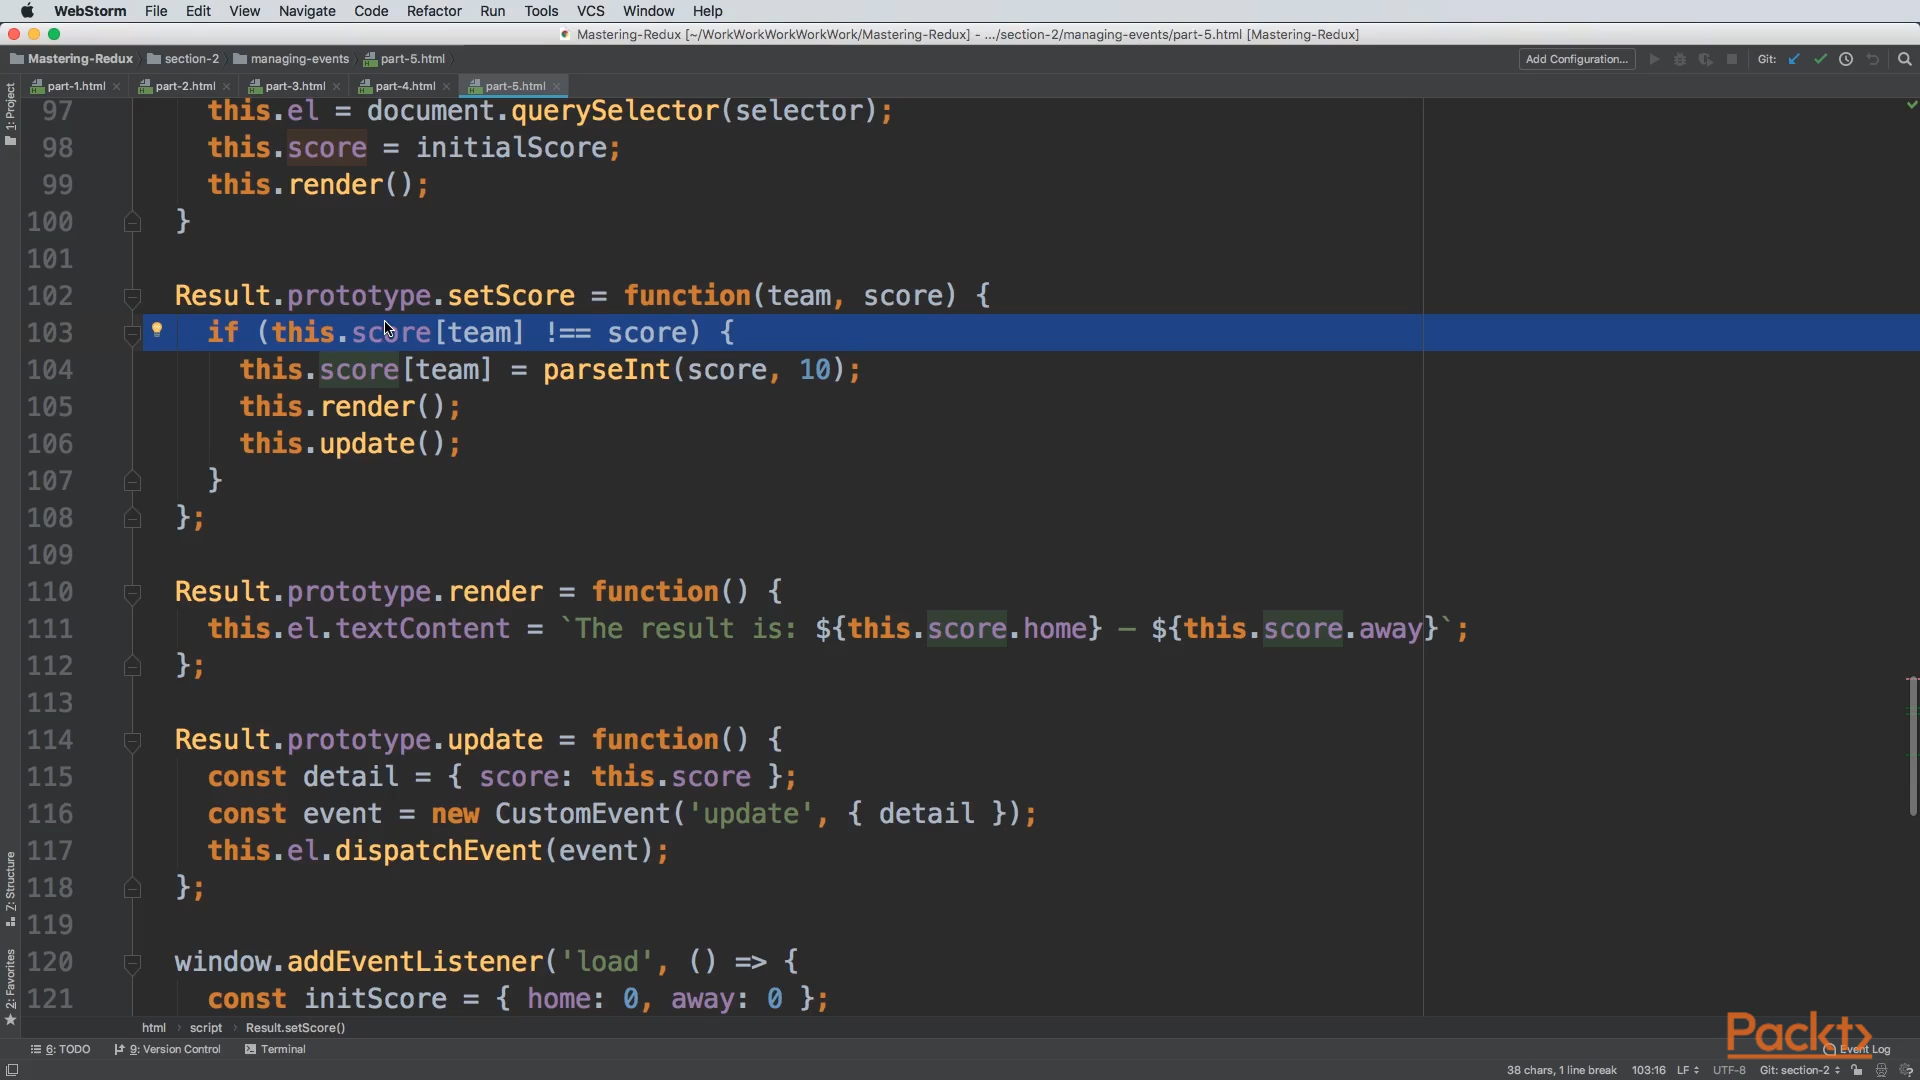 WebStorm File Edit View Navigate Code Refactor Run Tools VCS Window Help
Mastering-Redux [~/WorkWorkWorkWorkWork/Mastering-Redux] - .../section-2/managing-events/part-5.html [Mastering-Redux]
Mastering-Redux section-2 managing-events part-5.html Add Configuration... Git:
part-1.html part-2.html part-3.html part-4.html part-5.html
1: Project
97 this.el = document.querySelector(selector);
98 this.score = initialScore;
99 this.render();
100 }
101
102 Result.prototype.setScore = function(team, score) {
103 if (this.score[team] !== score) {
104 this.score[team] = parseInt(score, 10);
105 this.render();
106 this.update();
107 }
108 };
109
110 Result.prototype.render = function() {
111 this.el.textContent = `The result is: ${this.score.home} – ${this.score.away}`;
112 };
113
114 Result.prototype.update = function() {
115 const detail = { score: this.score };
116 const event = new CustomEvent('update', { detail });
117 this.el.dispatchEvent(event);
118 };
119
120 window.addEventListener('load', () => {
121 const initScore = { home: 0, away: 0 };
Z: Structure
2: Favorites
html script Result.setScore()
6: TODO 9: Version Control Terminal Event Log
Packt>
38 chars, 1 line break 103:16 LF UTF-8 Git: section-2